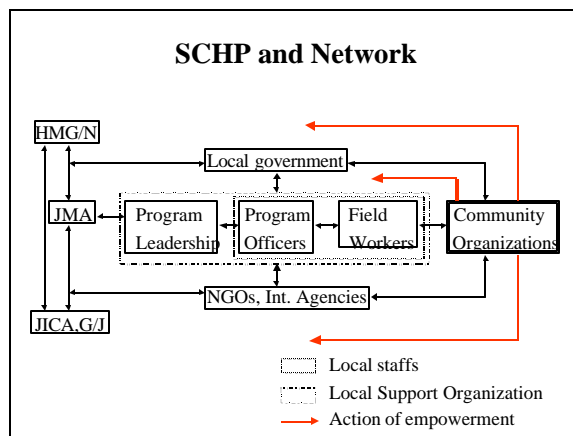 SCHP and Network
HMG/N
Local government
JMA
Program
Leadership
Program
Officers
Field
Workers
Community
Organizations
NGOs, Int. Agencies
JICA,G/J
Local staffs
Local Support Organization
Action of empowerment